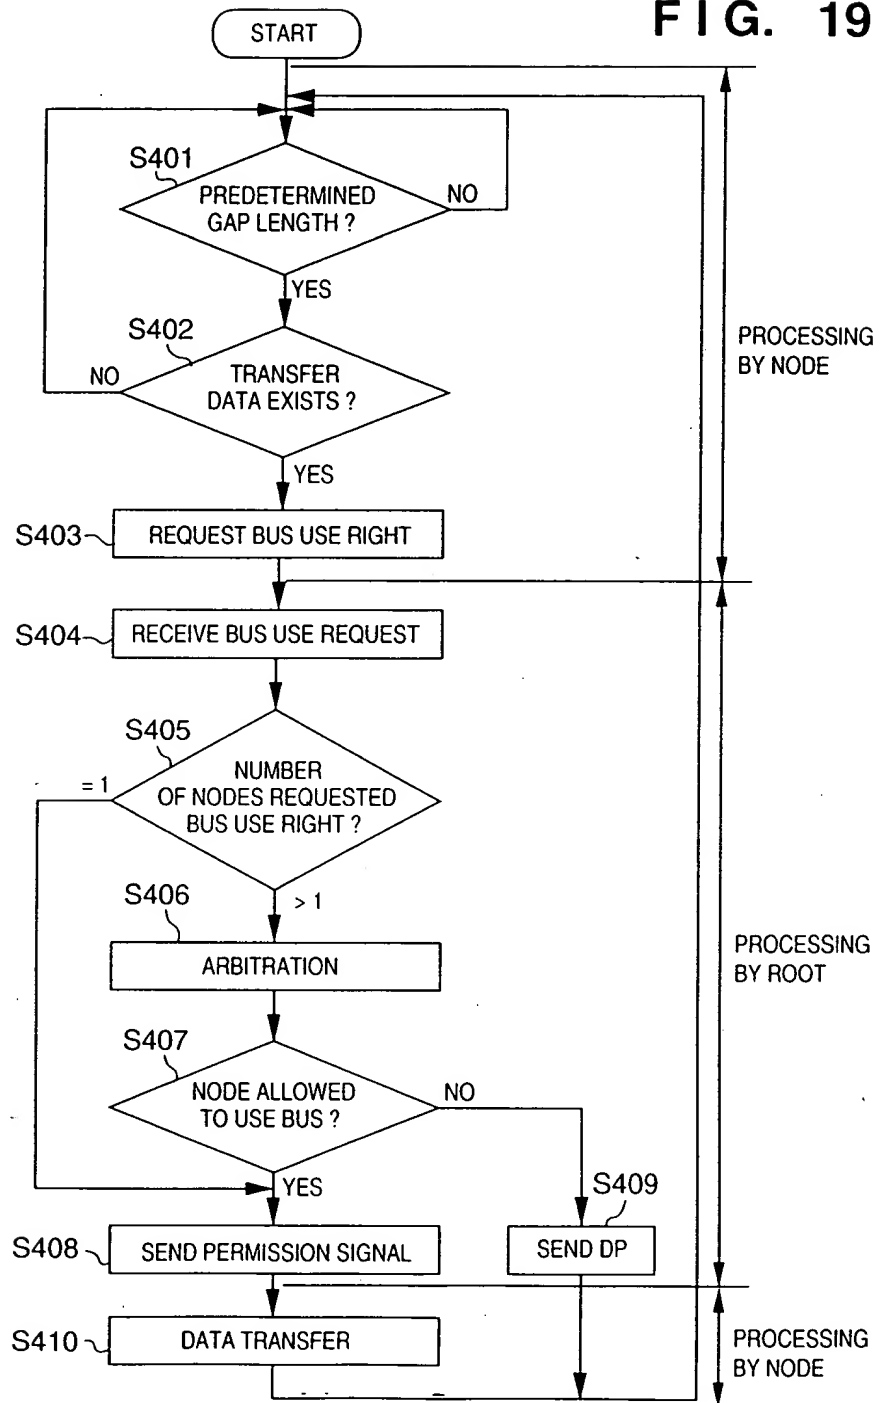 FIG. 19
START
S401
PREDETERMINED
GAP LENGTH ?
NO
YES
S402
NO
TRANSFER
DATA EXISTS ?
PROCESSING
BY NODE
YES
S403
REQUEST BUS USE RIGHT
S404
RECEIVE BUS USE REQUEST
S405
= 1
NUMBER
OF NODES REQUESTED
BUS USE RIGHT ?
> 1
S406
ARBITRATION
PROCESSING
BY ROOT
S407
NODE ALLOWED
TO USE BUS ?
NO
YES
S409
S408
SEND PERMISSION SIGNAL
SEND DP
S410
DATA TRANSFER
PROCESSING
BY NODE